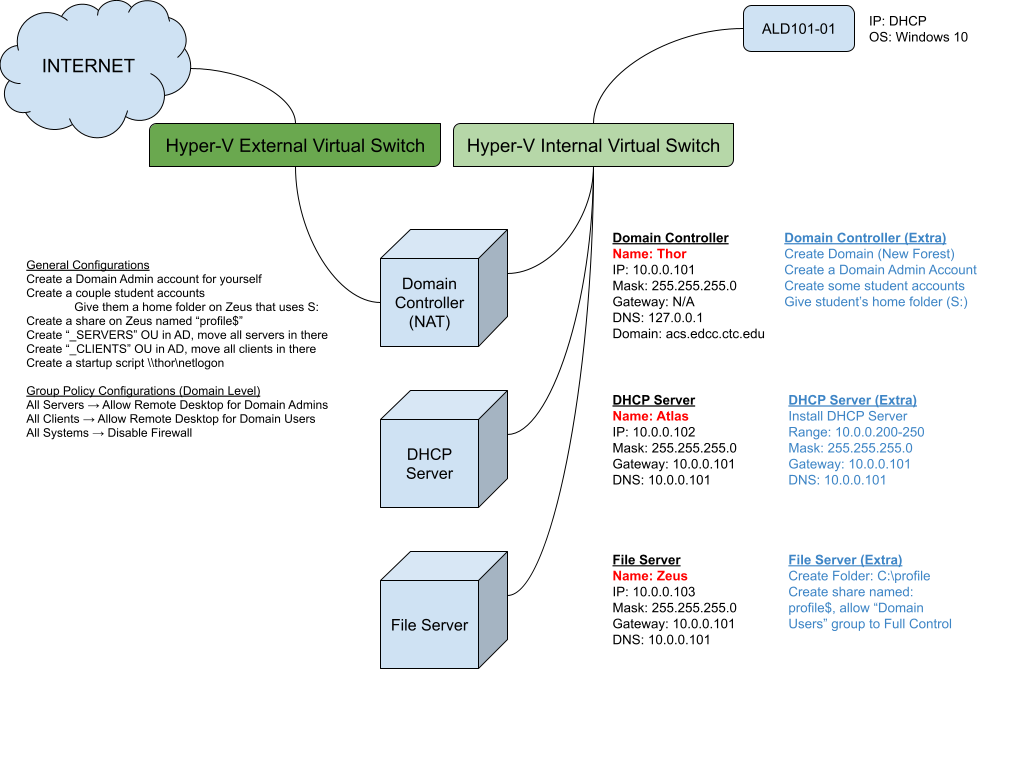 INTERNET
ALD101-01
IP: DHCP
OS: Windows 10
Hyper-V External Virtual Switch
Hyper-V Internal Virtual Switch
General Configurations
Create a Domain Admin account for yourself
Create a couple student accounts
Give them a home folder on Zeus that uses S:
Create a share on Zeus named “profile$”
Create “_SERVERS” OU in AD, move all servers in there
Create “_CLIENTS” OU in AD, move all clients in there
Create a startup script \\thor\netlogon
Group Policy Configurations (Domain Level)
All Servers → Allow Remote Desktop for Domain Admins
All Clients → Allow Remote Desktop for Domain Users
All Systems → Disable Firewall
Domain
Controller
(NAT)
Domain Controller
Name: Thor
IP: 10.0.0.101
Mask: 255.255.255.0
Gateway: N/A
DNS: 127.0.0.1
Domain: acs.edcc.ctc.edu
Domain Controller (Extra)
Create Domain (New Forest)
Create a Domain Admin Account
Create some student accounts
Give student’s home folder (S:)
DHCP
Server
DHCP Server
Name: Atlas
IP: 10.0.0.102
Mask: 255.255.255.0
Gateway: 10.0.0.101
DNS: 10.0.0.101
DHCP Server (Extra)
Install DHCP Server
Range: 10.0.0.200-250
Mask: 255.255.255.0
Gateway: 10.0.0.101
DNS: 10.0.0.101
File Server
File Server
Name: Zeus
IP: 10.0.0.103
Mask: 255.255.255.0
Gateway: 10.0.0.101
DNS: 10.0.0.101
File Server (Extra)
Create Folder: C:\profile
Create share named:
profile$, allow “Domain
Users” group to Full Control